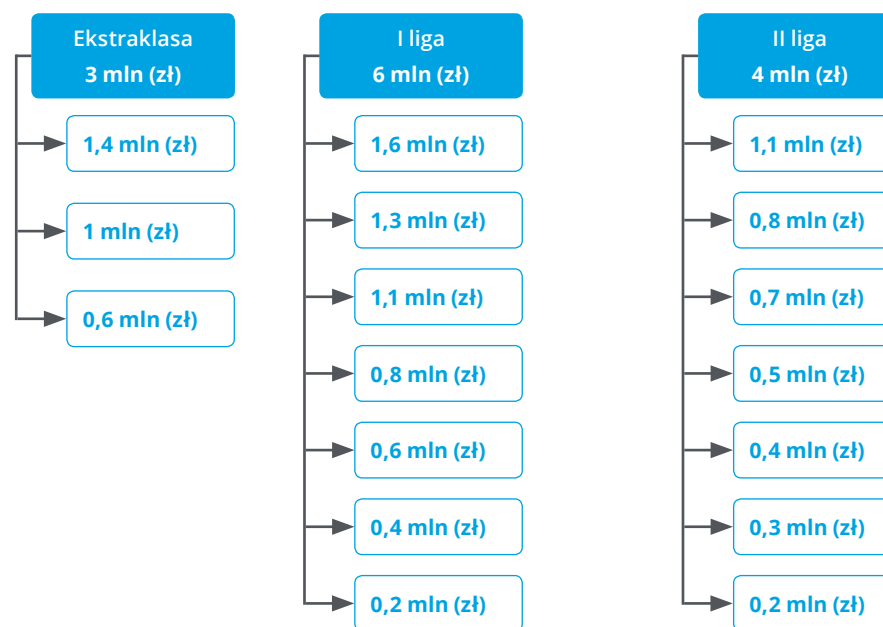 Ekstraklasa
3 mln (zł)
1,4 mln (zł)
1 mln (zł)
0,6 mln (zł)
I liga
6 mln (zł)
1,6 mln (zł)
1,3 mln (zł)
1,1 mln (zł)
0,8 mln (zł)
0,6 mln (zł)
0,4 mln (zł)
0,2 mln (zł)
II liga
4 mln (zł)
1,1 mln (zł)
0,8 mln (zł)
0,7 mln (zł)
0,5 mln (zł)
0,4 mln (zł)
0,3 mln (zł)
0,2 mln (zł)